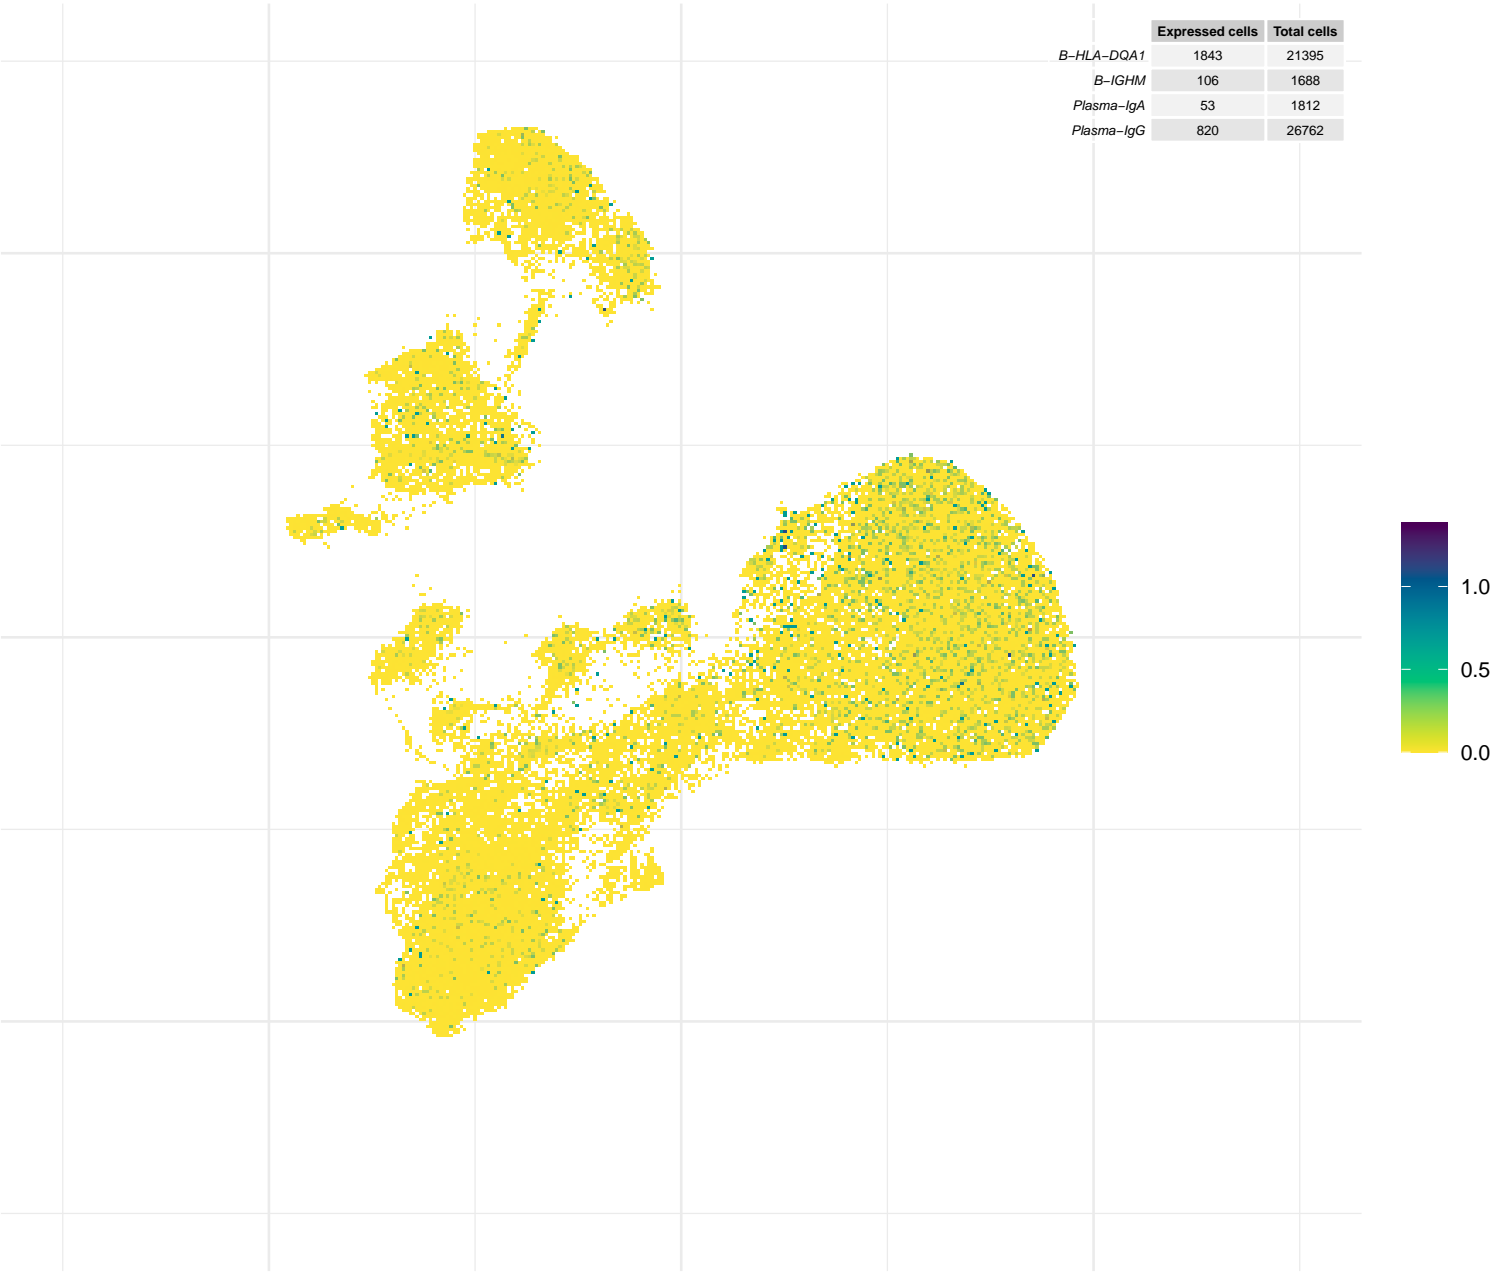 Expressed cells Total cells
B−HLA−DQA1 1843 21395
B−IGHM 106 1688
Plasma−IgA 53 1812
Plasma−IgG 820 26762
1.0
0.5
0.0